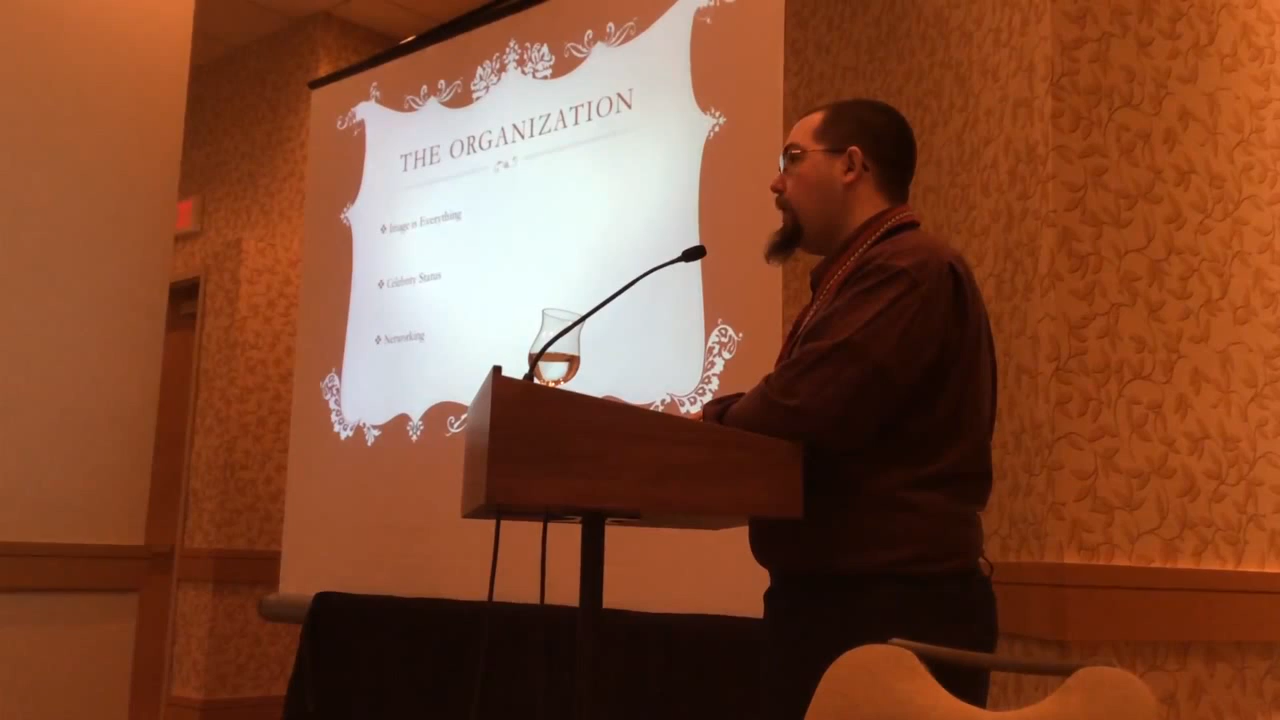 THE ORGANIZATION
❖ Image is Everything
❖ Celebrity Status
❖ Networking